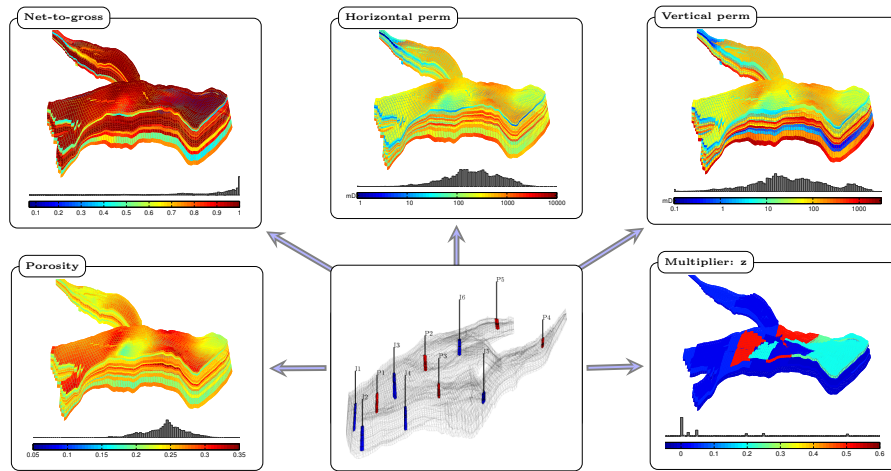 Net-to-gross
0.1 0.2 0.3 0.4 0.5 0.6 0.7 0.8 0.9 1
Horizontal perm
mD
1 10 100 1000 10000
Vertical perm
mD
0.1 1 10 100 1000
Porosity
0.05 0.1 0.15 0.2 0.25 0.3 0.35
P5
I6
P4
P2
I3
P3
I5
I1
P1
I4
I2
Multiplier: z
0 0.1 0.2 0.3 0.4 0.5 0.6